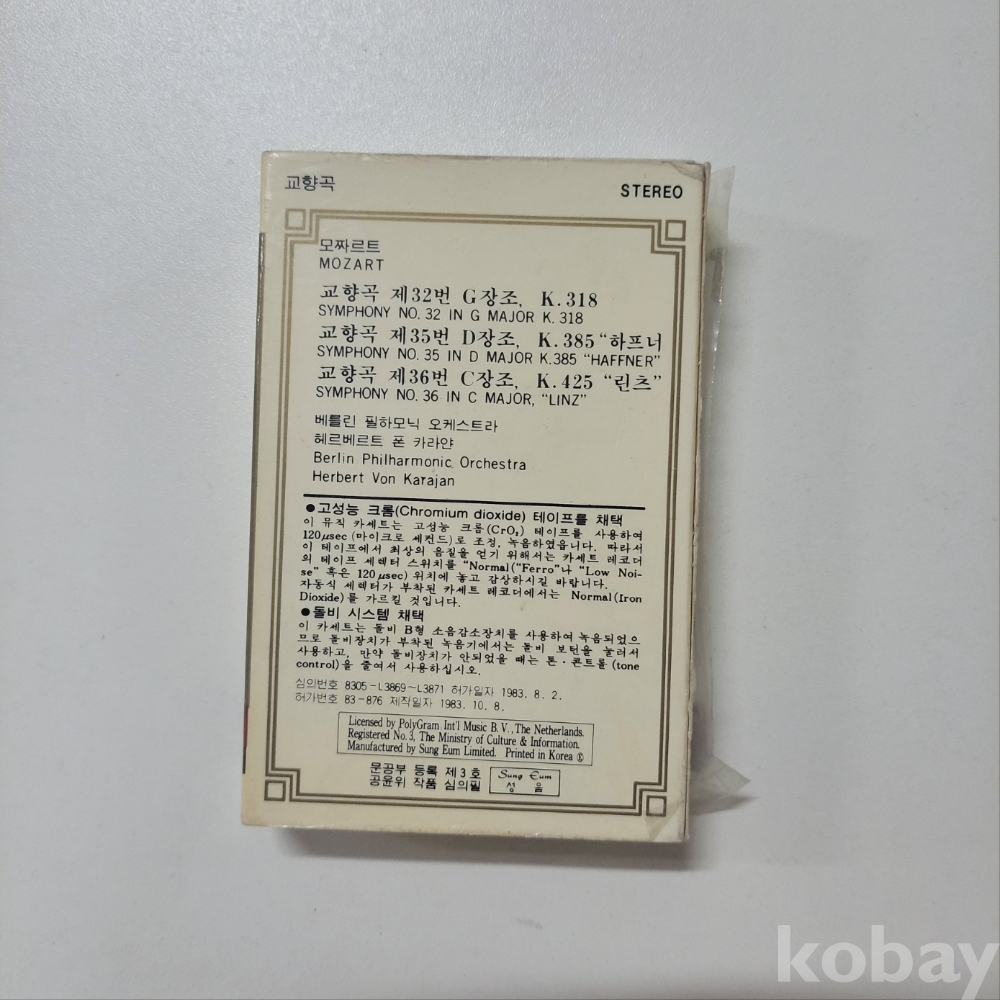 교향곡
STEREO
모짜르트
MOZART
교향곡 제32번 G장조, K.318
SYMPHONY NO. 32 IN G MAJOR K. 318
교향곡 제35번 D장조, K.385 “하프너
SYMPHONY NO. 35 IN D MAJOR K.385 “HAFFNER”
교향곡 제36번 C장조, K.425 “린츠”
SYMPHONY NO. 36 IN C MAJOR, “LINZ”
베를린 필하모닉 오케스트라
헤르베르트 폰 카라얀
Berlin Philharmonic Orchestra
Herbert Von Karajan
●고성능 크롬(Chromium dioxide) 테이프를 채택
이 뮤직 카세트는 고성능 크롬(CrO₂) 테이프를 사용하여
120μsec (마이크로 세컨드)로 조정, 녹음하였읍니다. 따라서
이 테이프에서 최상의 음질을 얻기 위해서는 카세트 레코더
의 테이프 세렉터 스위치를 “Normal(“Ferro”나 “Low Noi-
se” 혹은 120μsec) 위치에 놓고 감상하시길 바랍니다.
자동식 세렉터가 부착된 카세트 레코더에서는 Normal(Iron
Dioxide)를 가르킬 것입니다.
●돌비 시스템 채택
이 카세트는 돌비 B형 소음감소장치를 사용하여 녹음되었으
므로 돌비장치가 부착된 녹음기에서는 돌비 보턴을 눌러서
사용하고, 만약 돌비장치가 안되었을 때는 톤·콘트롤 (tone
control)을 줄여서 사용하십시오.
심의번호 8305-L3869~L3871 허가일자 1983. 8. 2.
허가번호 83-876 제작일자 1983. 10. 8.
Licensed by PolyGram Int'l Music B.V., The Netherlands.
Registered No.3, The Ministry of Culture & Information.
Manufactured by Sung Eum Limited. Printed in Korea Ⓛ
문공부 등록 제3호
공윤위 작품 심의필
Sung Eum
성음
kobay